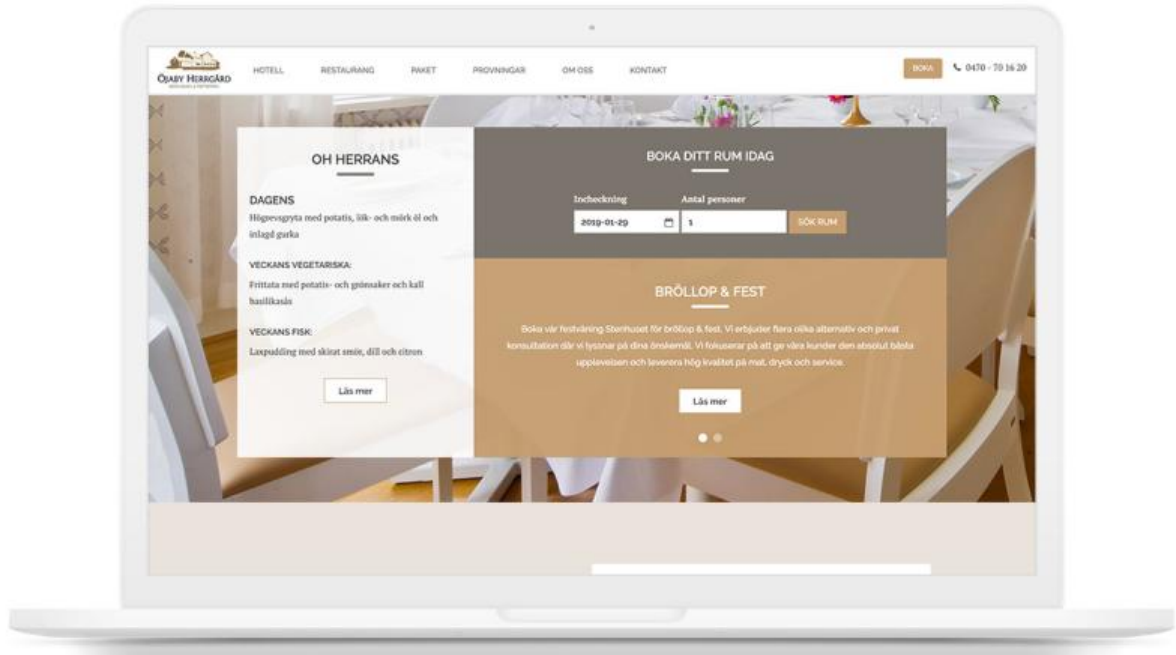 ÖJABY HERRGÅRD
HOTELL
RESTAURANG
PAKET
PROVNINGAR
OM OSS
KONTAKT
BOKA
0470 - 70 16 20
OH HERRANS
DAGENS
Högrevsgryta med potatis, lök- och mörk öl och
inlagd gurka
VECKANS VEGETARISKA:
Frittata med potatis- och grönsaker och kall
basilikasås
VECKANS FISK:
Laxpudding med skirat smör, dill och citron
Läs mer
BOKA DITT RUM IDAG
Incheckning
Antal personer
2019-01-29
1
SÖK RUM
BRÖLLOP & FEST
Boka vår festvåning Stenhuset för bröllop & fest. Vi erbjuder flera olika alternativ och privat
konsultation där vi lyssnar på dina önskemål. Vi fokuserar på att ge våra kunder den absolut bästa
upplevelsen och leverera hög kvalitet på mat, dryck och service.
Läs mer